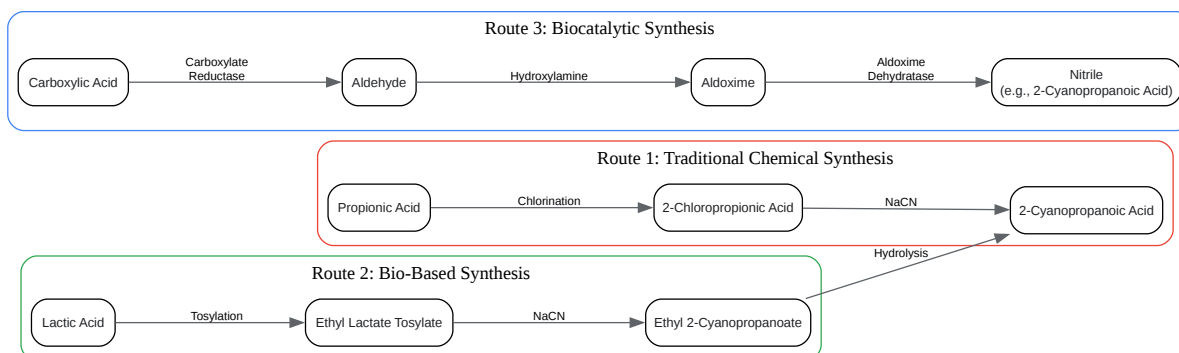 Route 3: Biocatalytic Synthesis
Carboxylic Acid
Carboxylate
Reductase
Aldehyde
Hydroxylamine
Aldoxime
Aldoxime
Dehydratase
Nitrile
(e.g., 2-Cyanopropanoic Acid)
Route 1: Traditional Chemical Synthesis
Propionic Acid
Chlorination
2-Chloropropionic Acid
NaCN
2-Cyanopropanoic Acid
Hydrolysis
Route 2: Bio-Based Synthesis
Lactic Acid
Tosylation
Ethyl Lactate Tosylate
NaCN
Ethyl 2-Cyanopropanoate